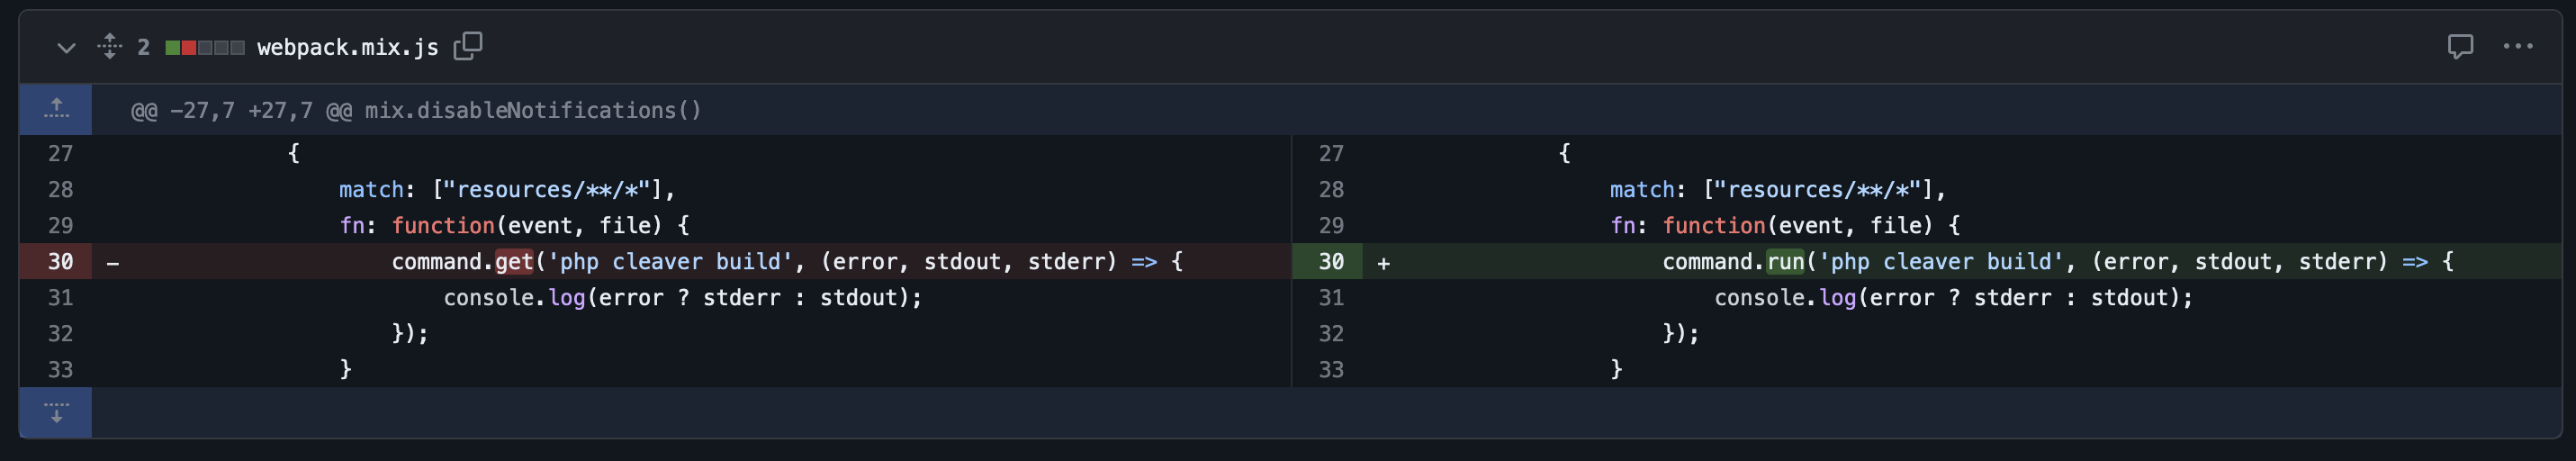 2 webpack.mix.js
@@ -27,7 +27,7 @@ mix.disableNotifications()
27 {
28 match: ["resources/**/*"],
29 fn: function(event, file) {
30 - command.get('php cleaver build', (error, stdout, stderr) => {
31 console.log(error ? stderr : stdout);
32 });
33 }
27 {
28 match: ["resources/**/*"],
29 fn: function(event, file) {
30 + command.run('php cleaver build', (error, stdout, stderr) => {
31 console.log(error ? stderr : stdout);
32 });
33 }